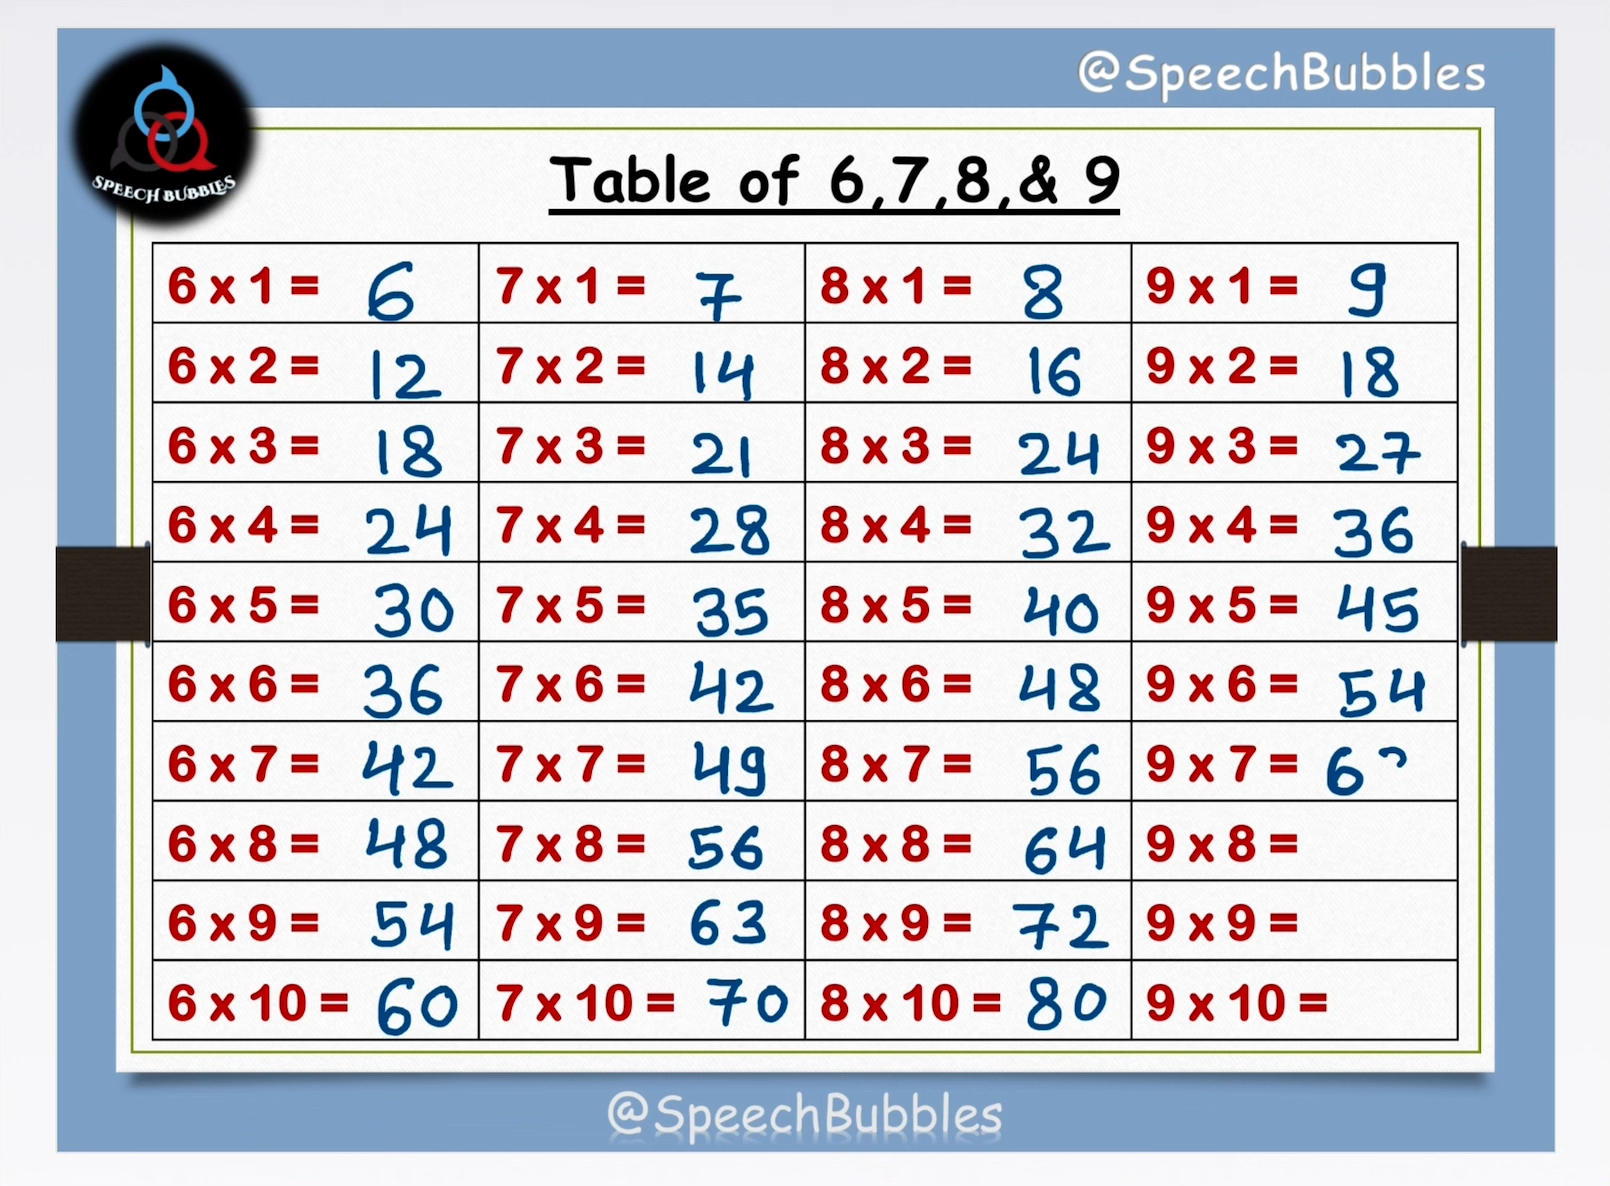 @SpeechBubbles
SPEECH BUBBLES
Table of 6,7,8,& 9
6 x 1 = 6 7 x 1 = 7 8 x 1 = 8 9 x 1 = 9
6 x 2 = 12 7 x 2 = 14 8 x 2 = 16 9 x 2 = 18
6 x 3 = 18 7 x 3 = 21 8 x 3 = 24 9 x 3 = 27
6 x 4 = 24 7 x 4 = 28 8 x 4 = 32 9 x 4 = 36
6 x 5 = 30 7 x 5 = 35 8 x 5 = 40 9 x 5 = 45
6 x 6 = 36 7 x 6 = 42 8 x 6 = 48 9 x 6 = 54
6 x 7 = 42 7 x 7 = 49 8 x 7 = 56 9 x 7 = 6
6 x 8 = 48 7 x 8 = 56 8 x 8 = 64 9 x 8 =
6 x 9 = 54 7 x 9 = 63 8 x 9 = 72 9 x 9 =
6 x 10 = 60 7 x 10 = 70 8 x 10 = 80 9 x 10 =
@SpeechBubbles